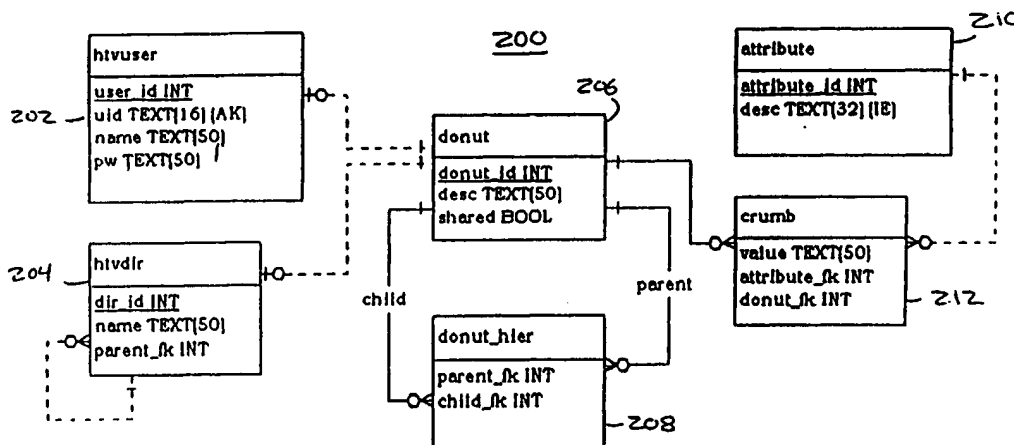 200
htvuser
user_id INT
uid TEXT(16) (AK)
name TEXT(50)
pw TEXT(50)
202
htvdir
dir_id INT
name TEXT(50)
parent_fk INT
204
donut
donut_id INT
desc TEXT(50)
shared BOOL
206
child
parent
donut_hier
parent_fk INT
child_fk INT
208
attribute
attribute_id INT
desc TEXT(32) (IE)
210
crumb
value TEXT(50)
attribute_fk INT
donut_fk INT
212